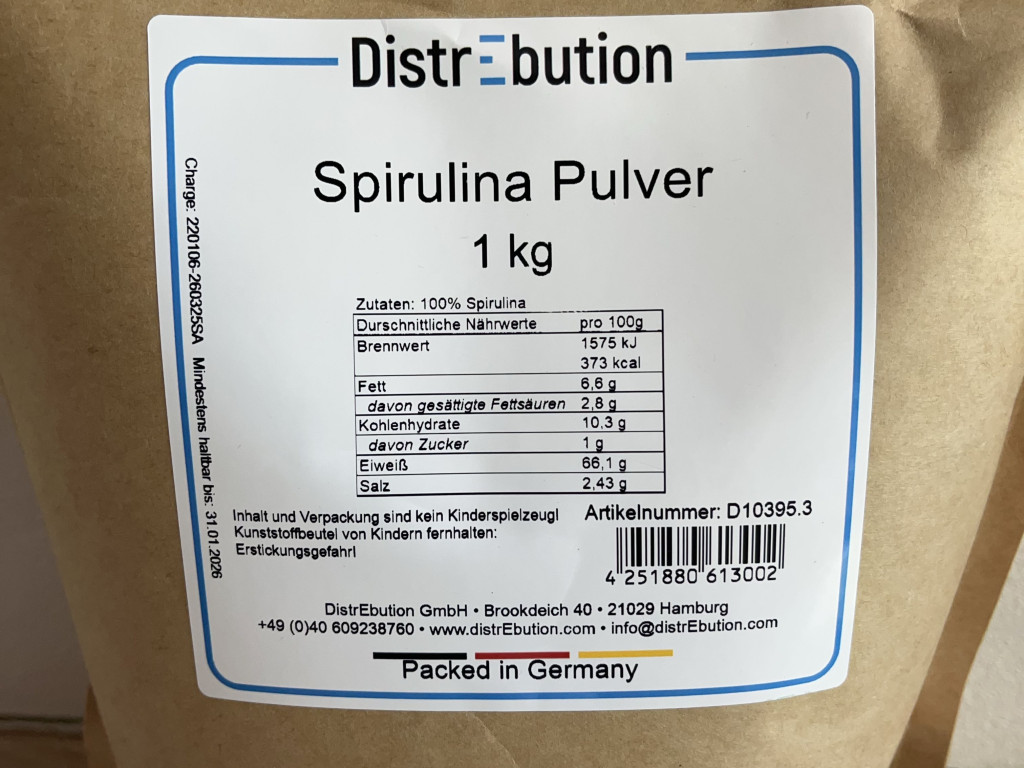 DistrEbution
Spirulina Pulver
1 kg
Zutaten: 100% Spirulina
Durschnittliche Nährwerte pro 100g
Brennwert 1575 kJ
373 kcal
Fett 6,6 g
davon gesättigte Fettsäuren 2,8 g
Kohlenhydrate 10,3 g
davon Zucker 1 g
Eiweiß 66,1 g
Salz 2,43 g
Inhalt und Verpackung sind kein Kinderspielzeug!
Kunststoffbeutel von Kindern fernhalten:
Erstickungsgefahr!
Artikelnummer: D10395.3
4 251880 613002
DistrEbution GmbH • Brookdeich 40 • 21029 Hamburg
+49 (0)40 609238760 • www.distrEbution.com • info@distrEbution.com
Packed in Germany
Charge: 220106-260325SA Mindestens haltbar bis: 31.01.2026